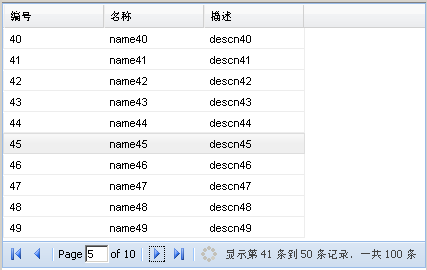 编号 名称 描述
40 name40 descn40
41 name41 descn41
42 name42 descn42
43 name43 descn43
44 name44 descn44
45 name45 descn45
46 name46 descn46
47 name47 descn47
48 name48 descn48
49 name49 descn49
Page 5 of 10 显示第 41 条到 50 条记录，一共 100 条